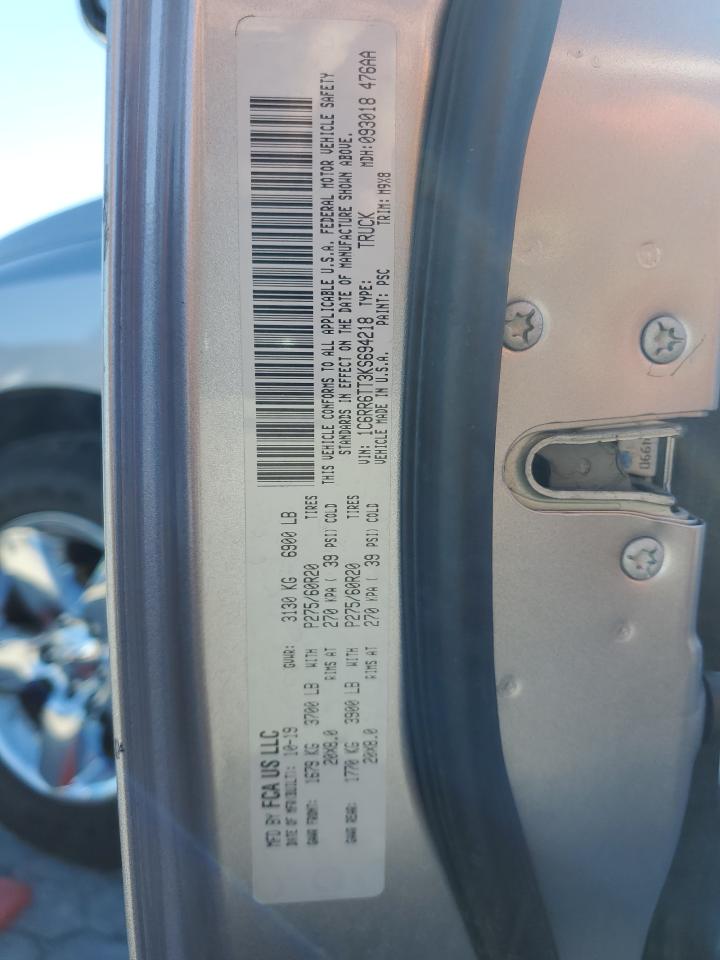 MFD BY FCA US LLC
DATE OF MFR(BUILT): 10-19 GVWR: 3130 KG 6900 LB
GAWR FRONT: 1679 KG 3700 LB WITH P275/60R20 TIRES
20X8.0 RIMS AT 270 KPA ( 39 PSI) COLD
GAWR REAR: 1770 KG 3900 LB WITH P275/60R20 TIRES
20X8.0 RIMS AT 270 KPA ( 39 PSI) COLD
THIS VEHICLE CONFORMS TO ALL APPLICABLE U.S.A. FEDERAL MOTOR VEHICLE SAFETY
STANDARDS IN EFFECT ON THE DATE OF MANUFACTURE SHOWN ABOVE.
VIN: 1C6RR6TT3KS694218 TYPE: TRUCK MDH:093018 476AA
VEHICLE MADE IN U.S.A. PAINT: PSC TRIM: M9X8